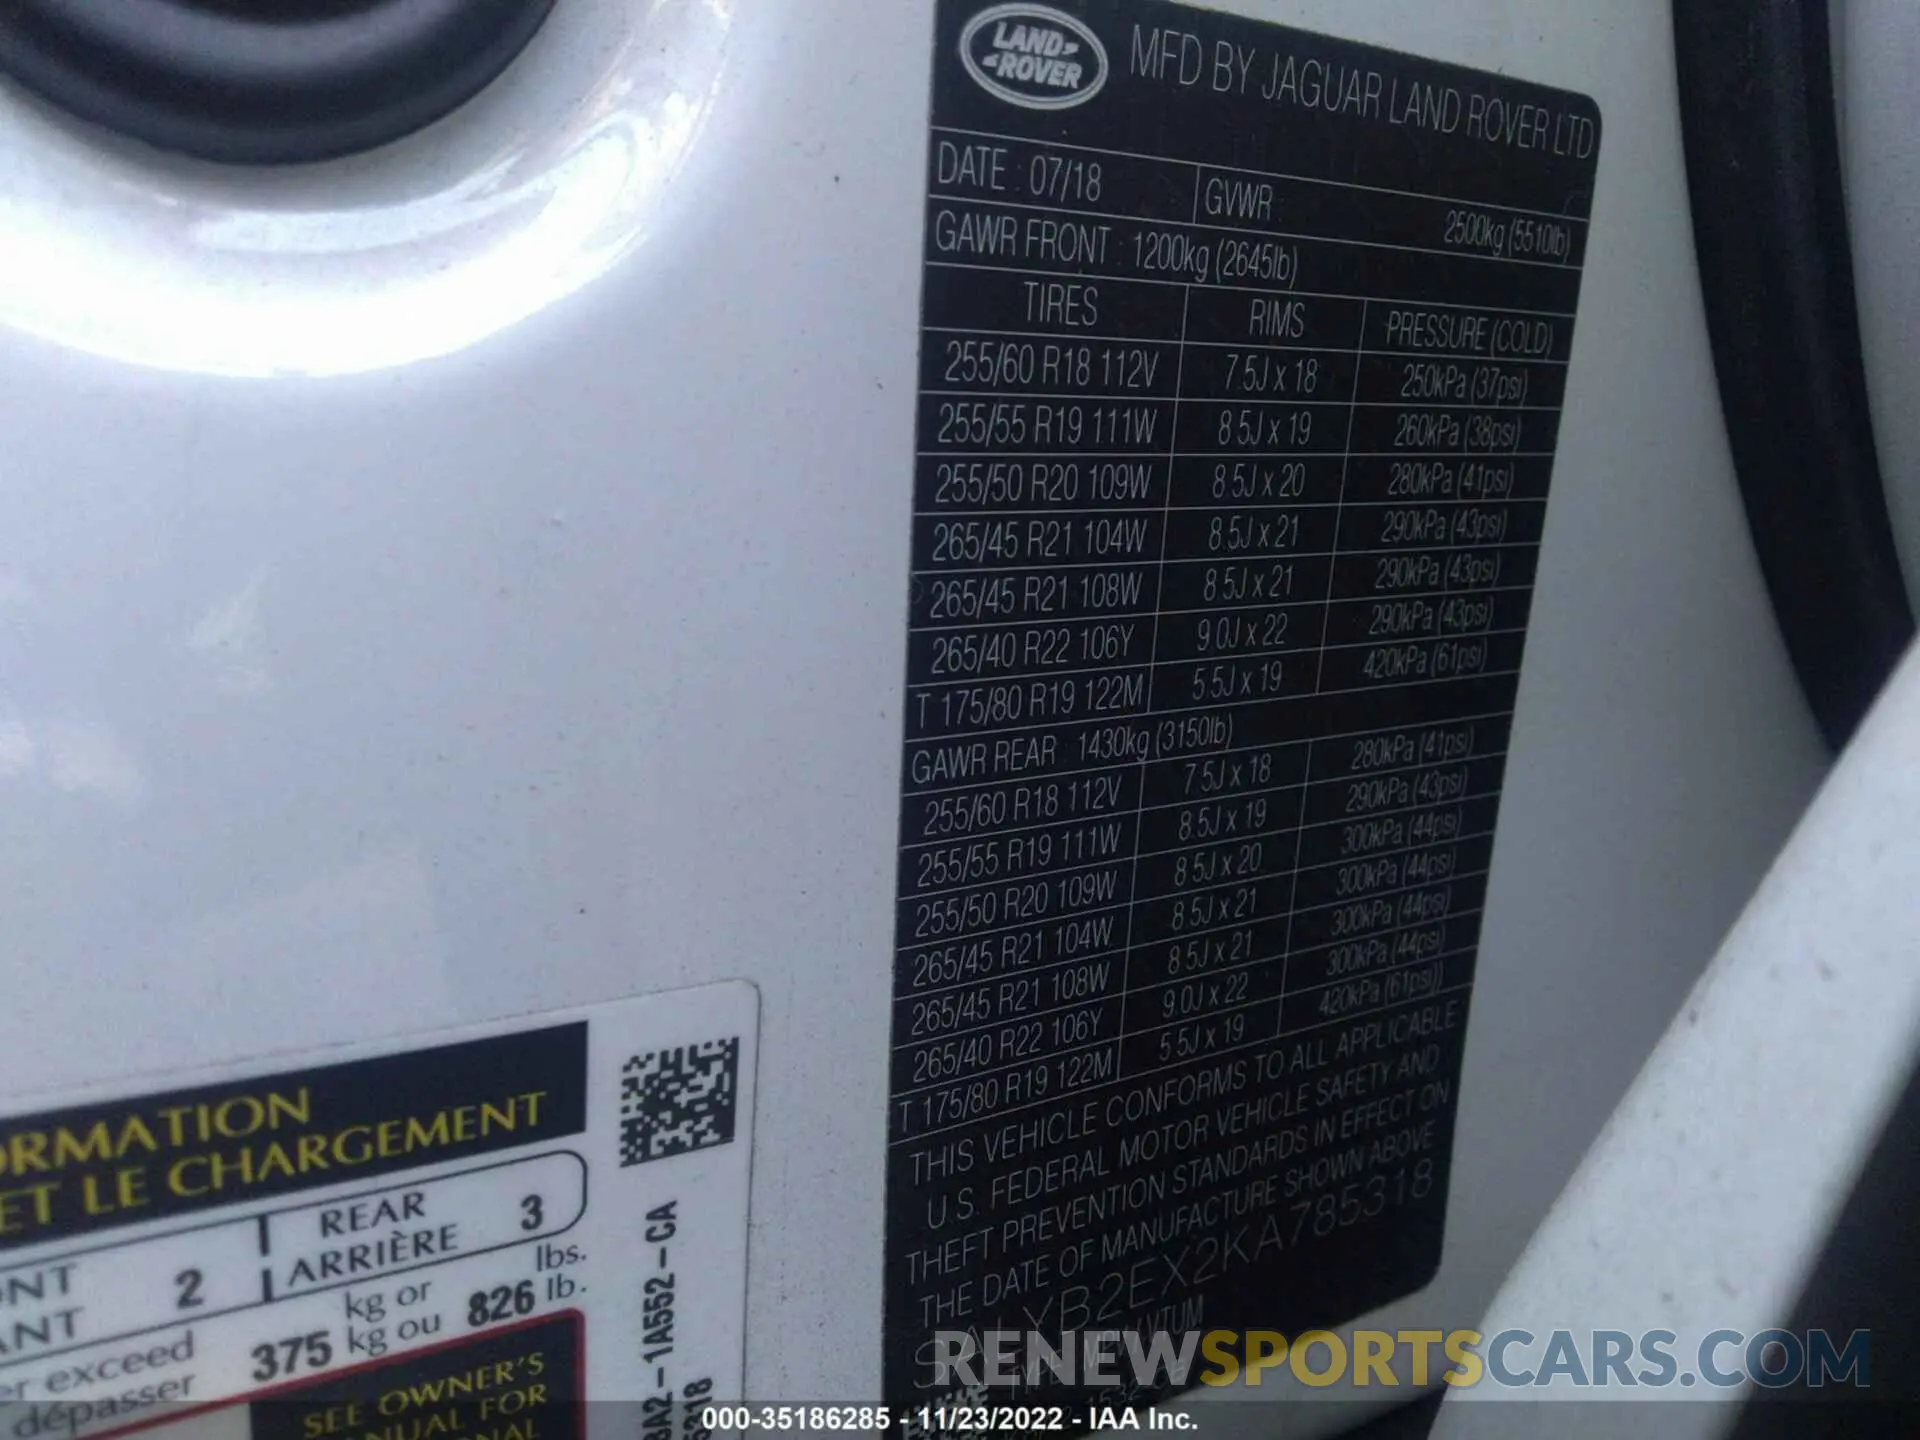 LAND-
-ROVER
MFD BY JAGUAR LAND ROVER LTD
DATE : 07/18 GVWR : 2500kg (5510lb)
GAWR FRONT : 1200kg (2645lb)
TIRES RIMS PRESSURE (COLD)
255/60 R18 112V 7.5J x 18 250kPa (37psi)
255/55 R19 111W 8.5J x 19 260kPa (38psi)
255/50 R20 109W 8.5J x 20 280kPa (41psi)
265/45 R21 104W 8.5J x 21 290kPa (43psi)
265/45 R21 108W 8.5J x 21 290kPa (43psi)
265/40 R22 106Y 9.0J x 22 290kPa (43psi)
T 175/80 R19 122M 5.5J x 19 420kPa (61psi)
GAWR REAR : 1430kg (3150lb)
255/60 R18 112V 7.5J x 18 280kPa (41psi)
255/55 R19 111W 8.5J x 19 290kPa (43psi)
255/50 R20 109W 8.5J x 20 300kPa (44psi)
265/45 R21 104W 8.5J x 21 300kPa (44psi)
265/45 R21 108W 8.5J x 21 300kPa (44psi)
265/40 R22 106Y 9.0J x 22 300kPa (44psi)
T 175/80 R19 122M 5.5J x 19 420kPa (61psi))
THIS VEHICLE CONFORMS TO ALL APPLICABLE
U.S. FEDERAL MOTOR VEHICLE SAFETY AND
THEFT PREVENTION STANDARDS IN EFFECT ON
THE DATE OF MANUFACTURE SHOWN ABOVE
B2EX2KA785318
ORMATION
ET LE CHARGEMENT
NT 2 REAR 3
ANT ARRIÈRE
er exceed 375 kg or 826 lbs.
dépasser kg ou lb.
SEE OWNER'S
ANUAL FOR
ONAL
8A2-1A552-CA
5318
RENEWSPORTSCARS.COM
000-35186285 - 11/23/2022 - IAA Inc.